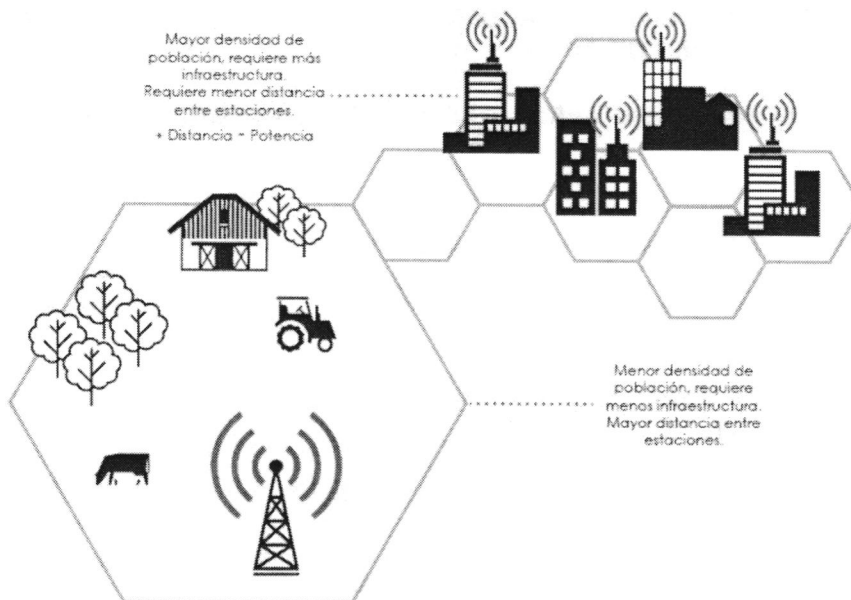 Mayor densidad de
población, requiere más
infraestructura.
Requiere menor distancia
entre estaciones.
+ Distancia - Potencia
Menor densidad de
población, requiere
menos infraestructura.
Mayor distancia entre
estaciones.